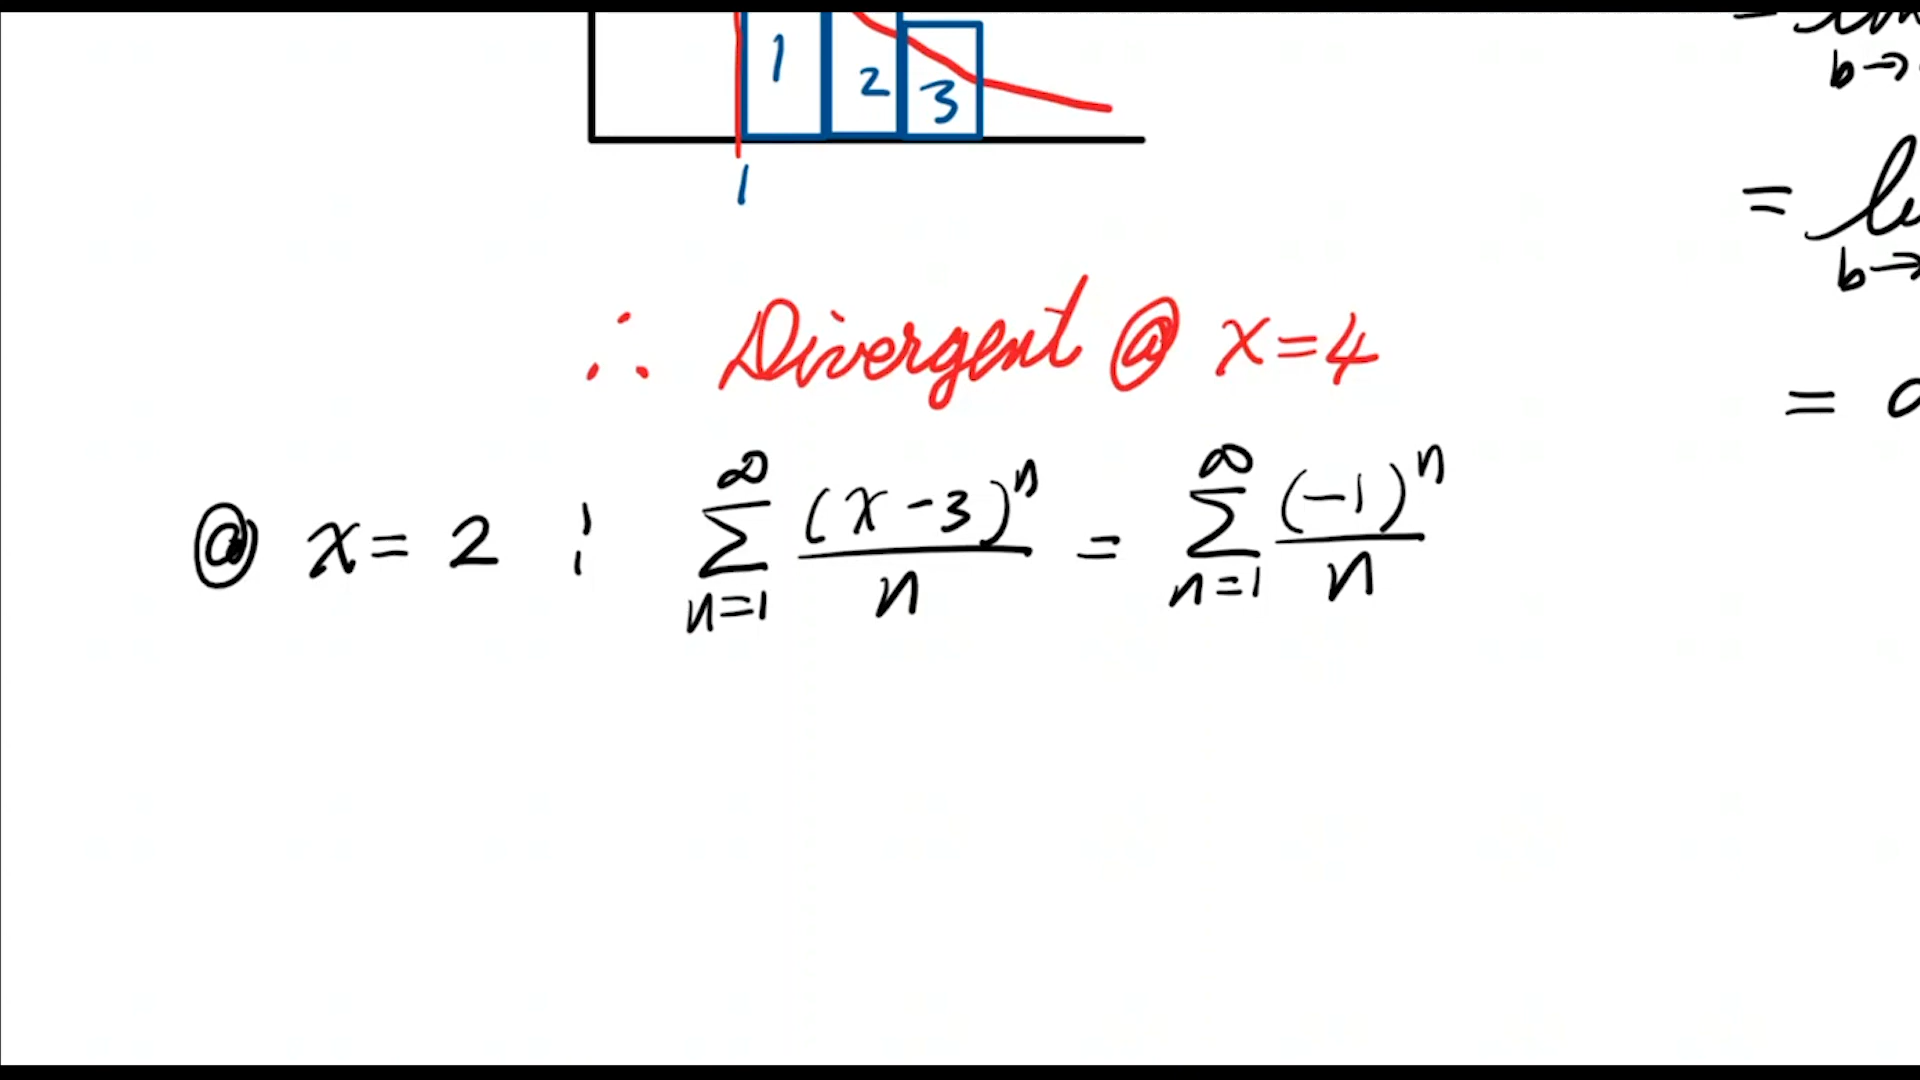 1 2 3
1
b→
= l
b→
∴ Divergent @ x=4
=
@ x = 2 : ∞ ∑ n=1 (x-3)^n / n = ∞ ∑ n=1 (-1)^n / n